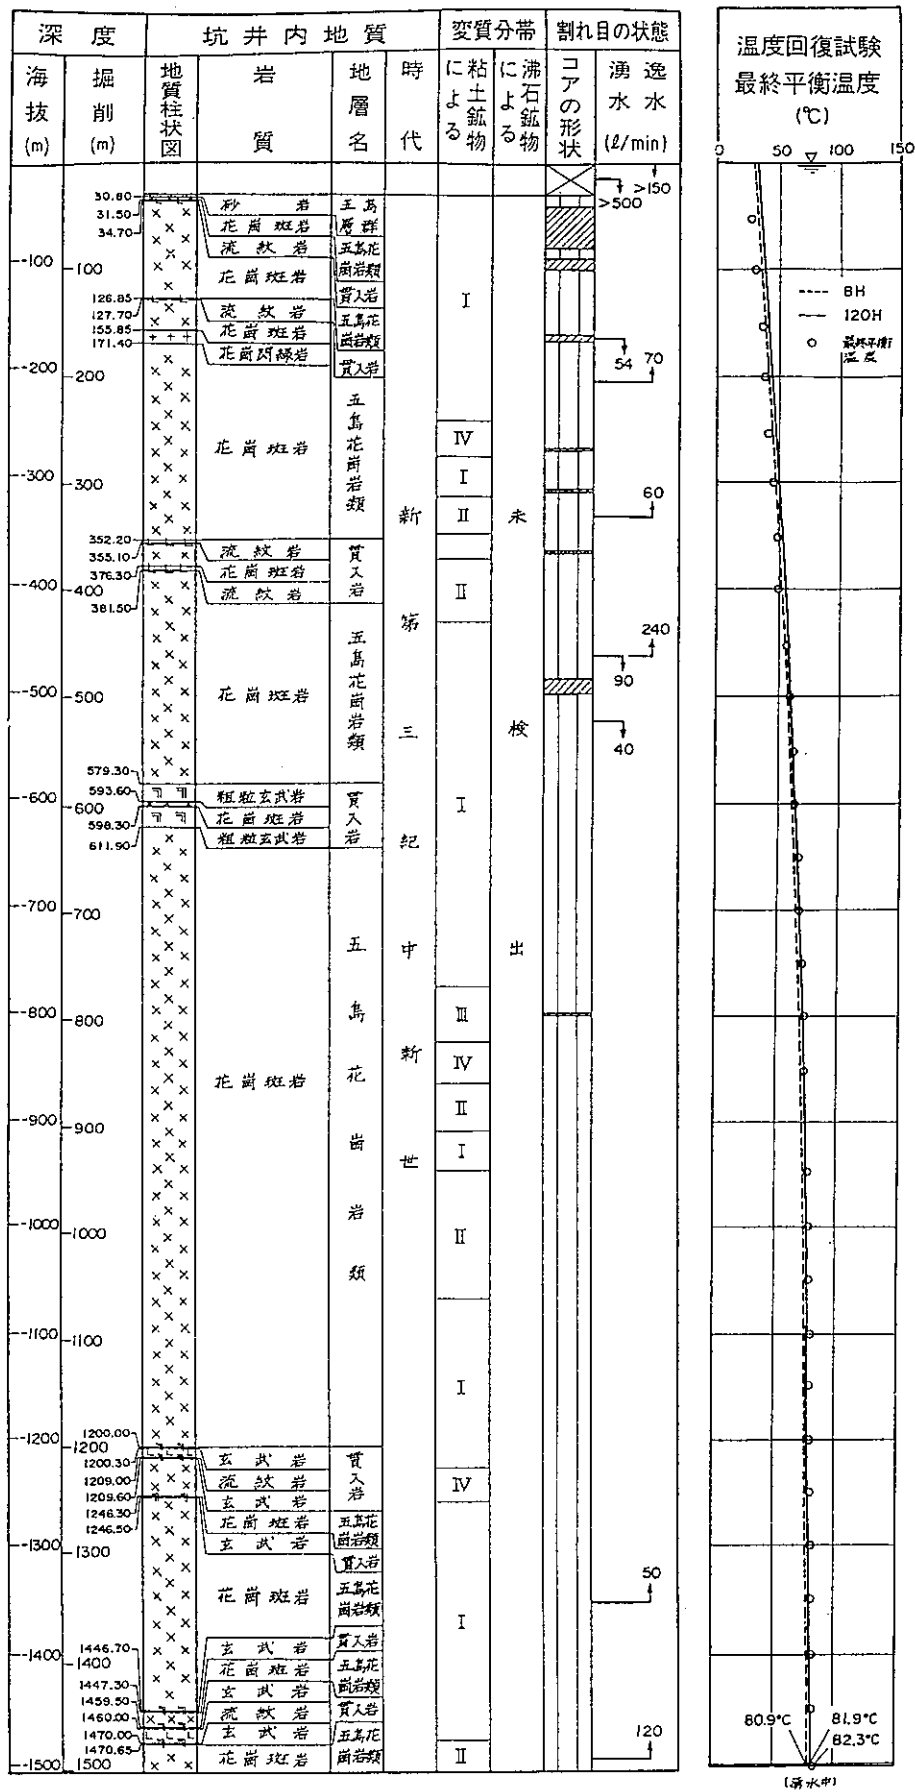 深度
坑井内地質
変質分帯
割れ目の状態
海抜(m)
掘削(m)
地質柱状図
岩質
地層名
時代
粘土鉱物による
沸石鉱物による
コアの形状
湧水 逸水
(ℓ/min)
温度回復試験
最終平衡温度
(℃)
0 50 100 150
>150
>500
30.80
31.50
34.70
砂岩
花崗斑岩
流紋岩
花崗斑岩
五島層群
五島花崗岩類
貫入岩
-100
100
126.85
127.70
155.85
171.40
流紋岩
花崗斑岩
花崗閃緑岩
五島花崗岩類
貫入岩
I
8H
120H
最終平衡温度
54
70
-200
200
花崗斑岩
五島花崗岩類
IV
I
II
-300
300
60
352.20
355.10
376.30
381.50
流紋岩
花崗斑岩
流紋岩
貫入岩
II
-400
400
240
90
40
花崗斑岩
五島花崗岩類
-500
500
579.30
593.60
598.30
611.90
粗粒玄武岩
花崗斑岩
粗粒玄武岩
貫入岩
I
-600
600
-700
700
新第三紀中新世
未検出
花崗斑岩
五島花崗岩類
-800
800
III
IV
II
I
II
-900
900
-1000
1000
-1100
1100
I
-1200
1200
1200.00
1200.30
1209.00
1209.60
1246.30
1246.50
玄武岩
流紋岩
玄武岩
花崗斑岩
玄武岩
貫入岩
五島花崗岩類
貫入岩
IV
-1300
1300
花崗斑岩
五島花崗岩類
I
50
-1400
1400
1446.70
1447.30
1459.50
1460.00
1470.00
1470.65
玄武岩
花崗斑岩
玄武岩
流紋岩
玄武岩
花崗斑岩
貫入岩
五島花崗岩類
貫入岩
五島花崗岩類
II
120
-1500
1500
80.9℃
81.9℃
82.3℃